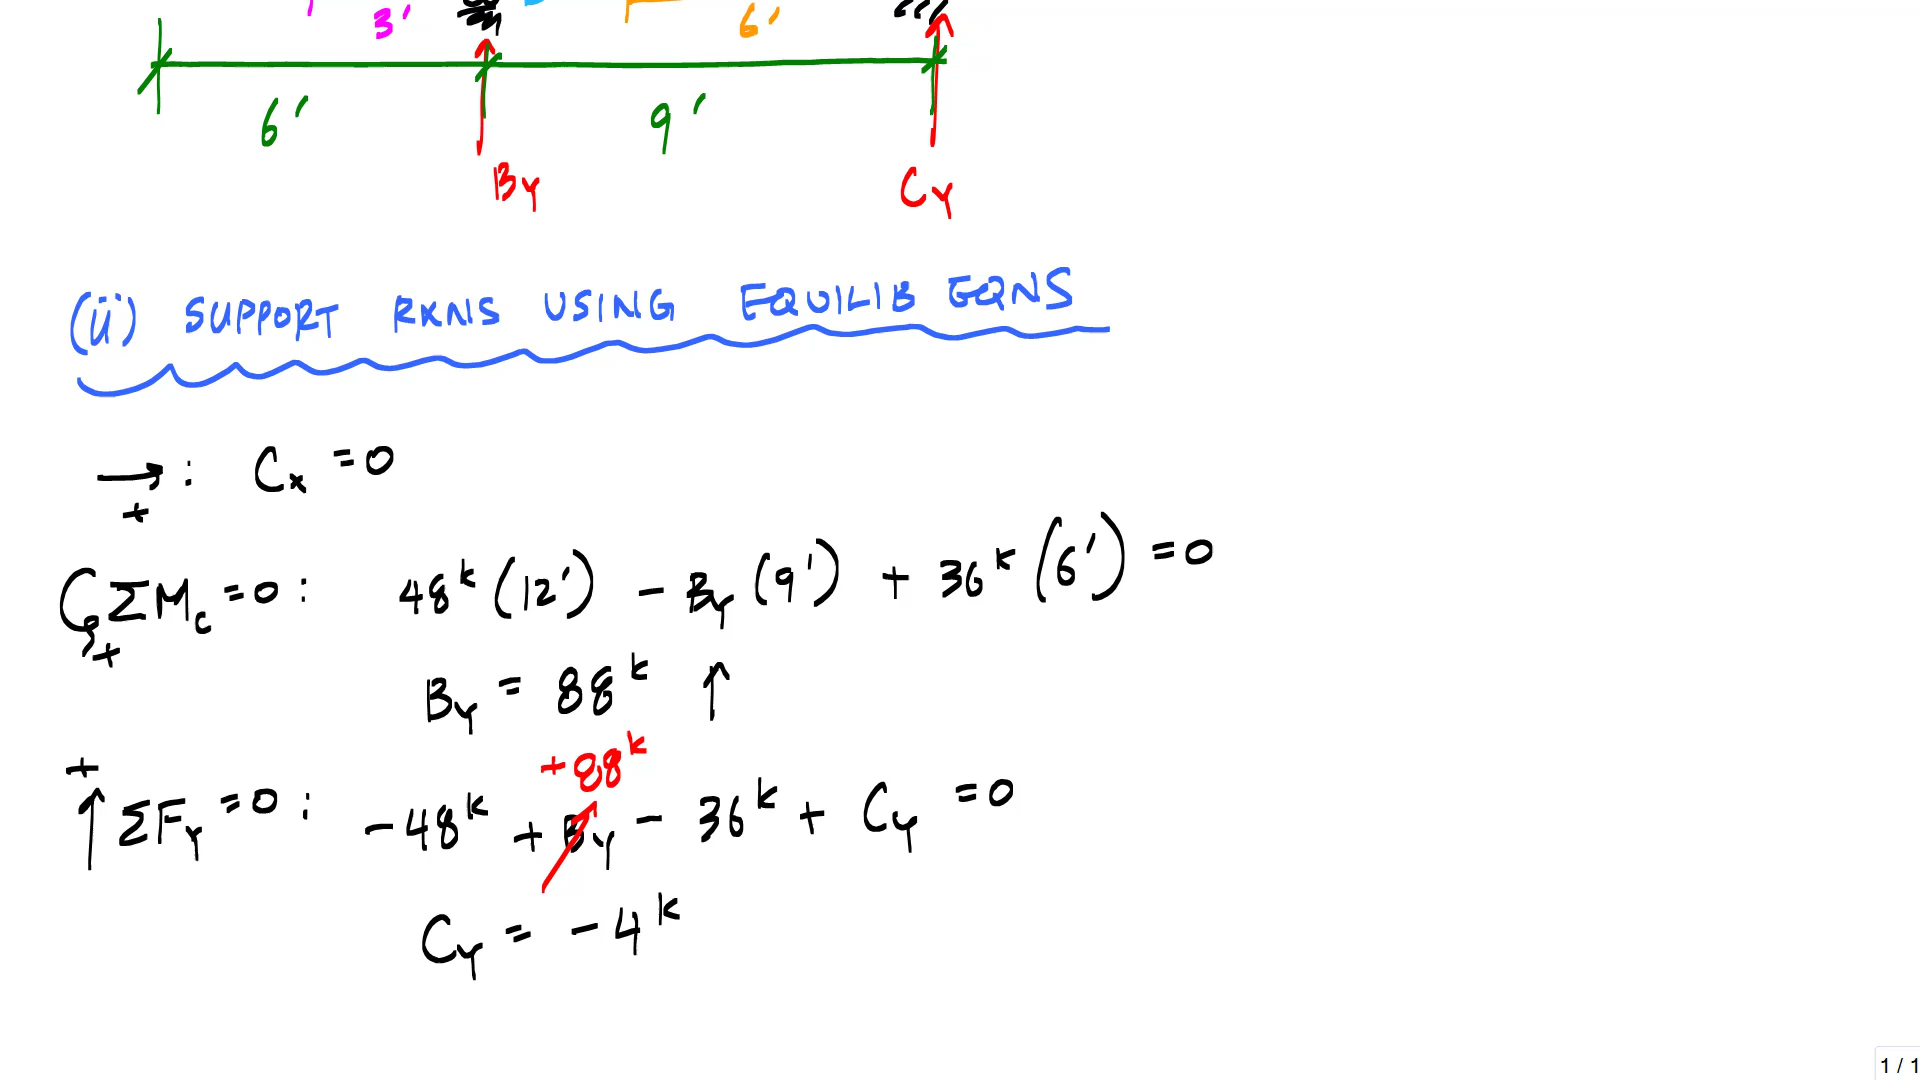 3' 6'
6' 9'
By Cy
(ii) SUPPORT RXNS USING EQUILIB EQNS
→+ : Cx = 0
ΣMc = 0 : 48k (12') - By (9') + 36k (6') = 0
+
By = 88k ↑
+88k
+↑ ΣFy = 0 : -48k + By - 36k + Cy = 0
Cy = -4k
1 / 1